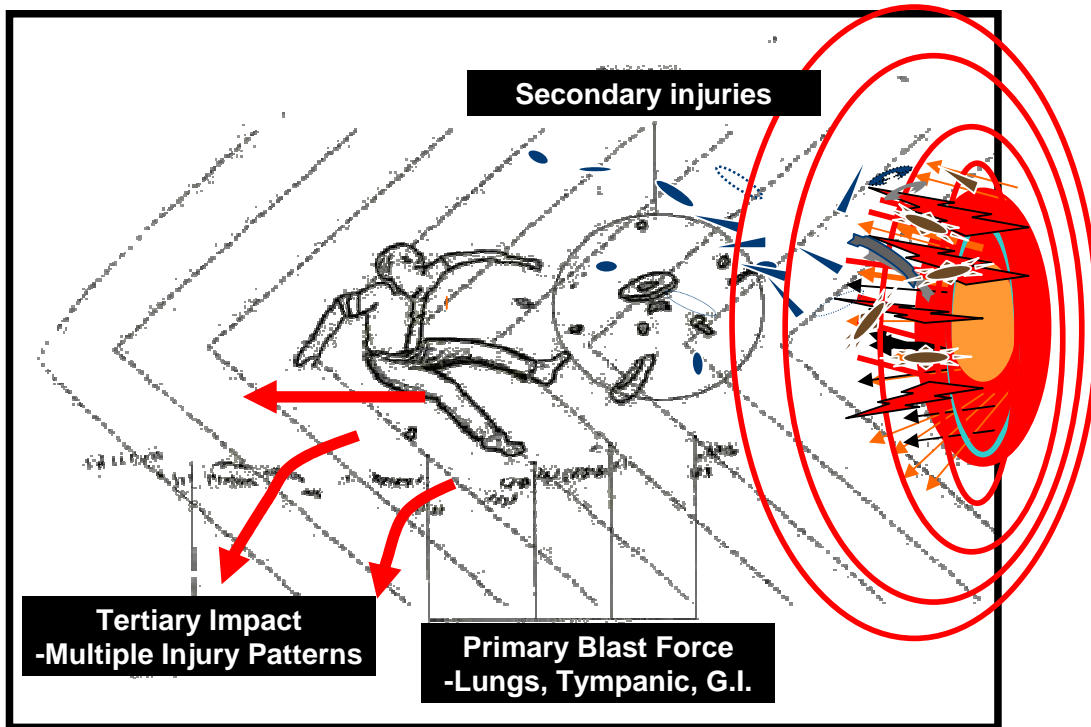 Secondary injuries
Tertiary Impact
-Multiple Injury Patterns
Primary Blast Force
-Lungs, Tympanic, G.I.